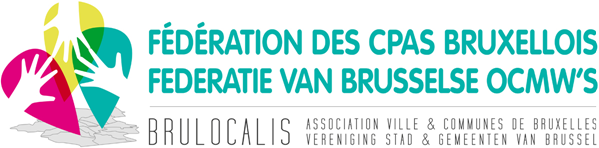 FÉDÉRATION DES CPAS BRUXELLOIS
FEDERATIE VAN BRUSSELSE OCMW'S
BRULOCALIS
ASSOCIATION VILLE & COMMUNES DE BRUXELLES
VERENIGING STAD & GEMEENTEN VAN BRUSSEL